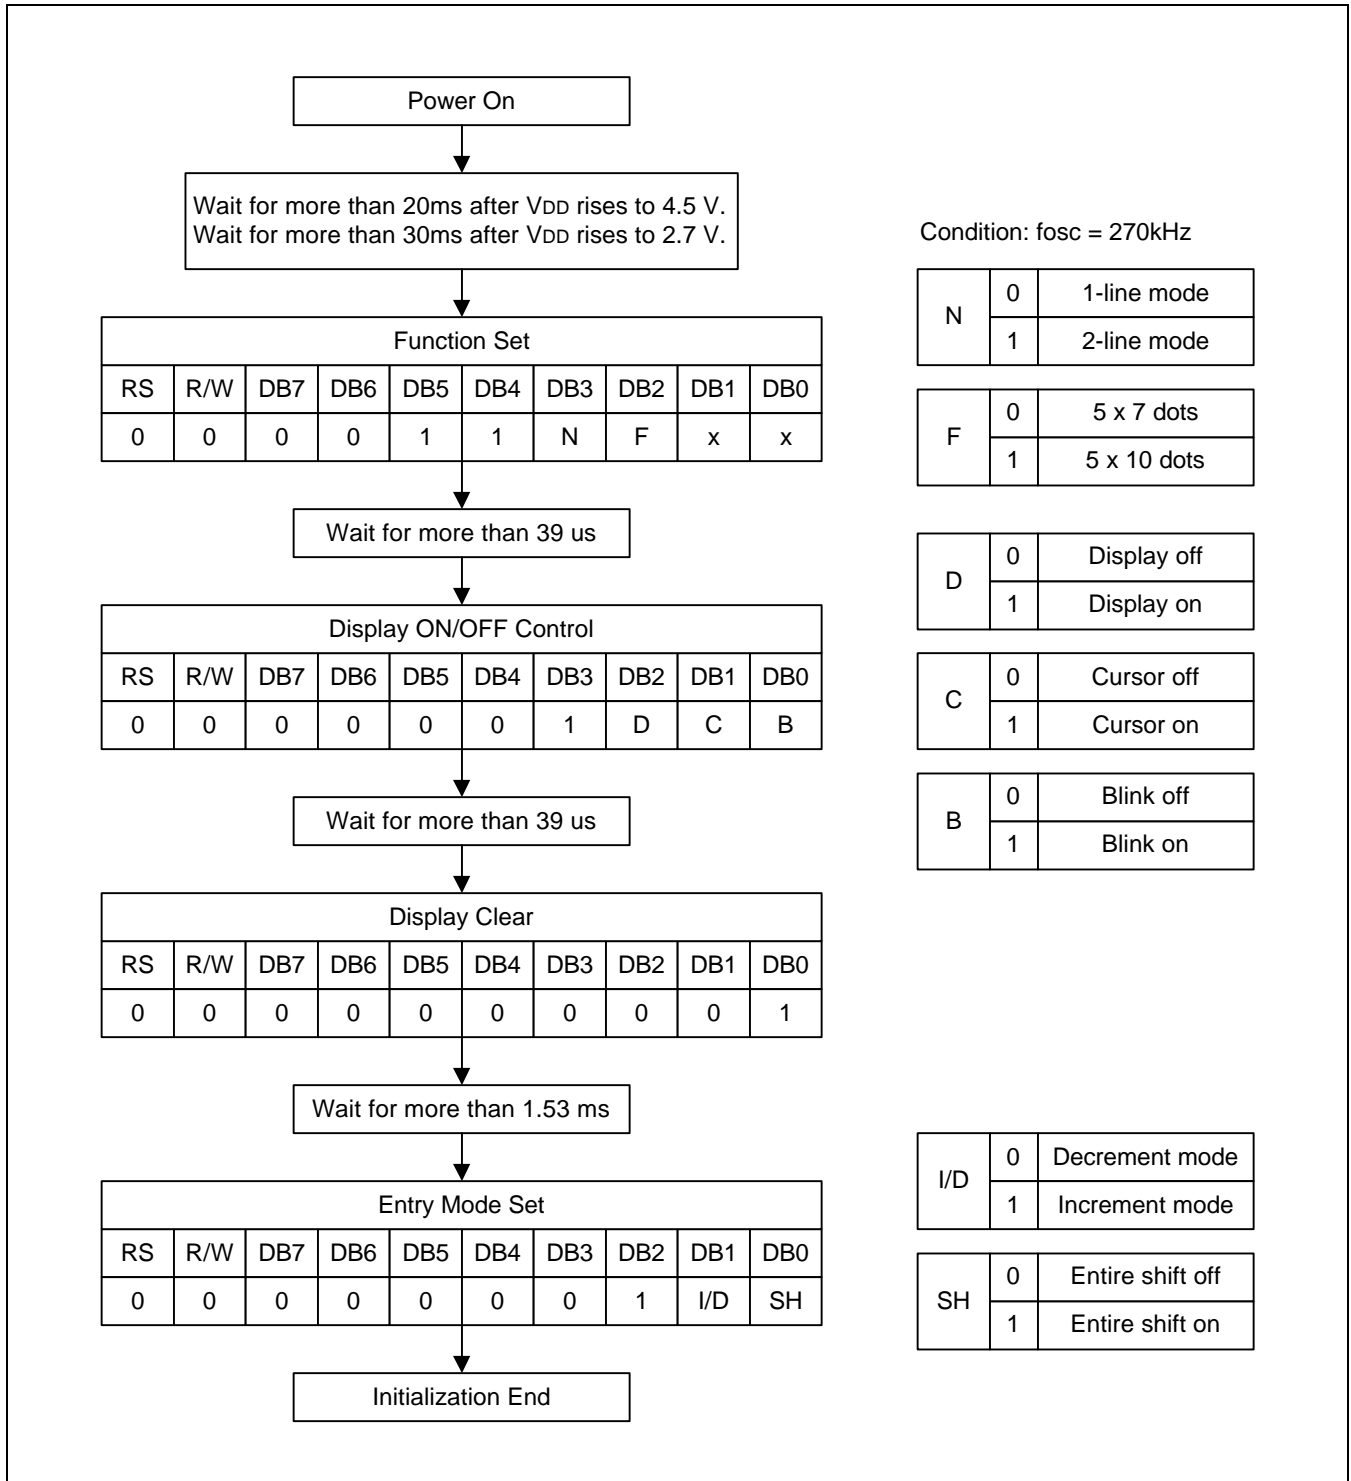 Power On
Wait for more than 20ms after VDD rises to 4.5 V.
Wait for more than 30ms after VDD rises to 2.7 V.
Function Set
RS R/W DB7 DB6 DB5 DB4 DB3 DB2 DB1 DB0
0 0 0 0 1 1 N F x x
Wait for more than 39 us
Display ON/OFF Control
RS R/W DB7 DB6 DB5 DB4 DB3 DB2 DB1 DB0
0 0 0 0 0 0 1 D C B
Wait for more than 39 us
Display Clear
RS R/W DB7 DB6 DB5 DB4 DB3 DB2 DB1 DB0
0 0 0 0 0 0 0 0 0 1
Wait for more than 1.53 ms
Entry Mode Set
RS R/W DB7 DB6 DB5 DB4 DB3 DB2 DB1 DB0
0 0 0 0 0 0 0 1 I/D SH
Initialization End
Condition: fosc = 270kHz
N
0 1-line mode
1 2-line mode
F
0 5 x 7 dots
1 5 x 10 dots
D
0 Display off
1 Display on
C
0 Cursor off
1 Cursor on
B
0 Blink off
1 Blink on
I/D
0 Decrement mode
1 Increment mode
SH
0 Entire shift off
1 Entire shift on